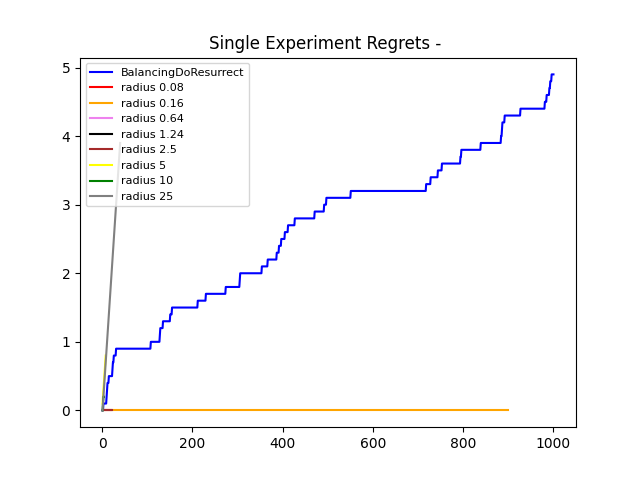 Single Experiment Regrets -
BalancingDoResurrect
radius 0.08
radius 0.16
radius 0.64
radius 1.24
radius 2.5
radius 5
radius 10
radius 25
5
4
3
2
1
0
0 200 400 600 800 1000